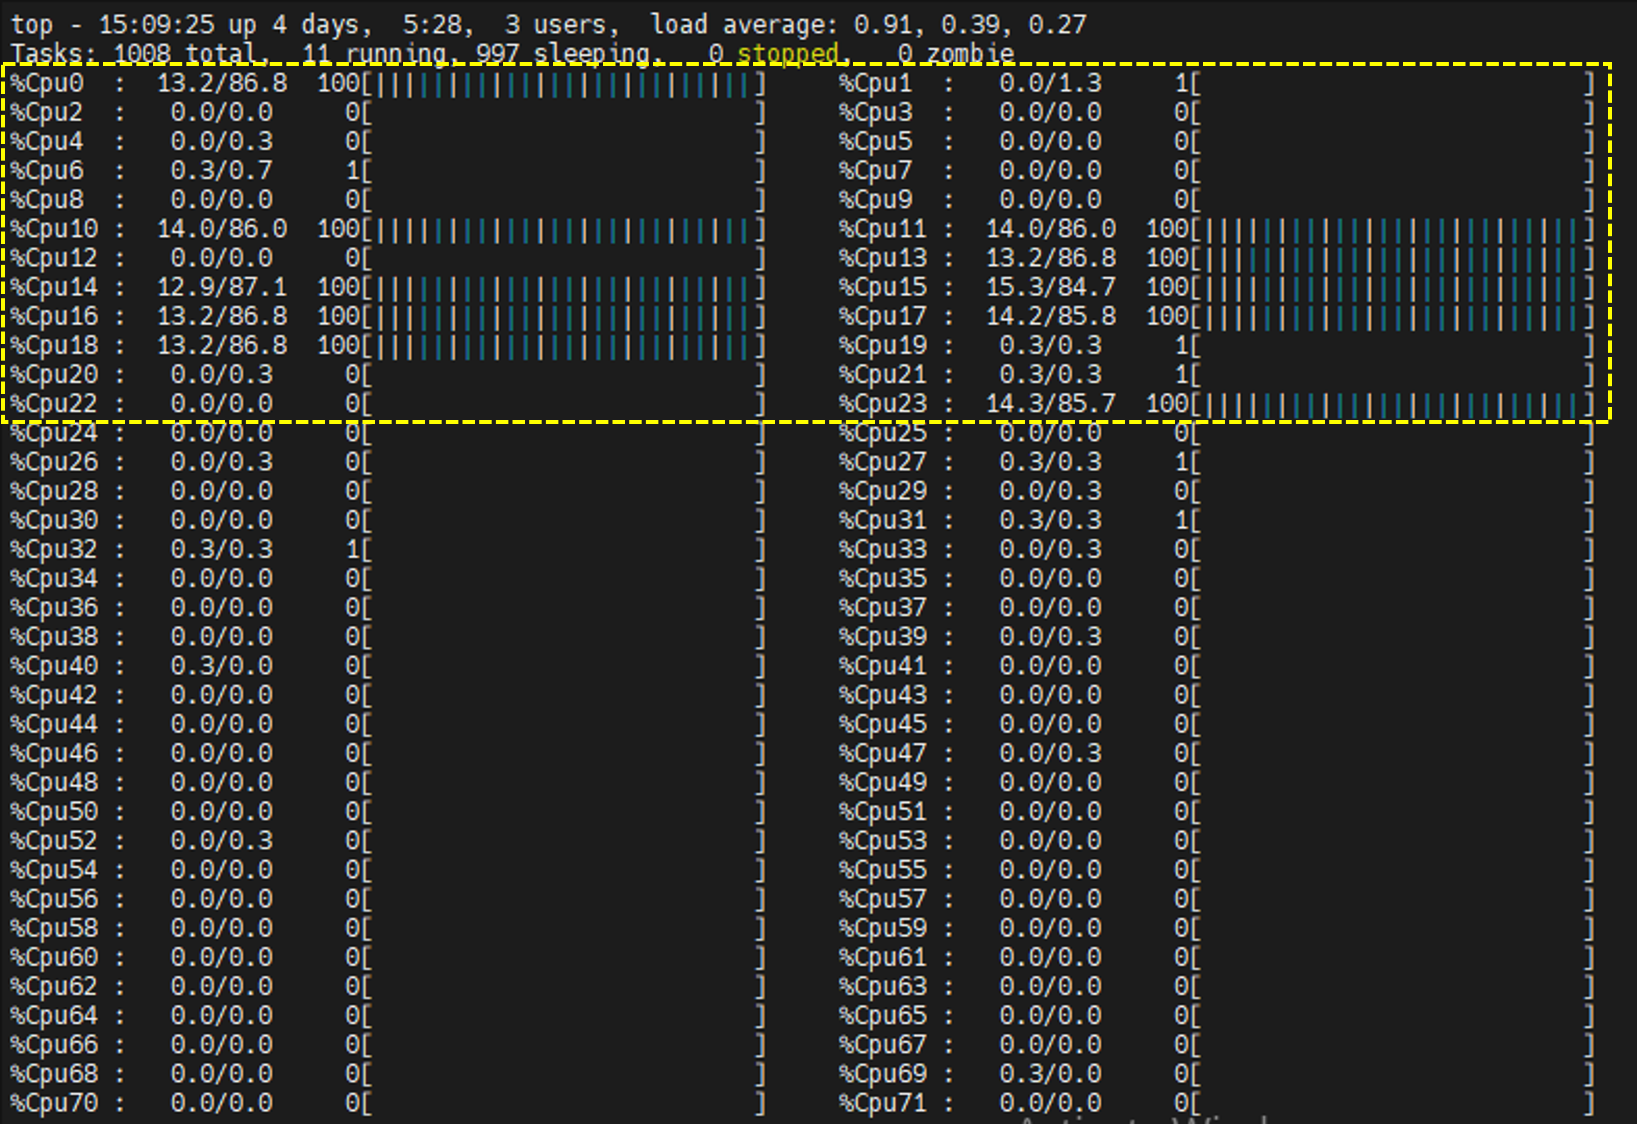 top - 15:09:25 up 4 days,  5:28,  3 users,  load average: 0.91, 0.39, 0.27
Tasks: 1008 total,  11 running, 997 sleeping,   0 stopped,   0 zombie
%Cpu0  :  13.2/86.8  100[||||||||||||||||||||||||||] %Cpu1  :   0.0/1.3     1[ ]
%Cpu2  :   0.0/0.0     0[ ] %Cpu3  :   0.0/0.0     0[ ]
%Cpu4  :   0.0/0.3     0[ ] %Cpu5  :   0.0/0.0     0[ ]
%Cpu6  :   0.3/0.7     1[ ] %Cpu7  :   0.0/0.0     0[ ]
%Cpu8  :   0.0/0.0     0[ ] %Cpu9  :   0.0/0.0     0[ ]
%Cpu10 :  14.0/86.0  100[||||||||||||||||||||||||||] %Cpu11 :  14.0/86.0  100[||||||||||||||||||||||||||]
%Cpu12 :   0.0/0.0     0[ ] %Cpu13 :  13.2/86.8  100[||||||||||||||||||||||||||]
%Cpu14 :  12.9/87.1  100[||||||||||||||||||||||||||] %Cpu15 :  15.3/84.7  100[||||||||||||||||||||||||||]
%Cpu16 :  13.2/86.8  100[||||||||||||||||||||||||||] %Cpu17 :  14.2/85.8  100[||||||||||||||||||||||||||]
%Cpu18 :  13.2/86.8  100[||||||||||||||||||||||||||] %Cpu19 :   0.3/0.3     1[ ]
%Cpu20 :   0.0/0.3     0[ ] %Cpu21 :   0.3/0.3     1[ ]
%Cpu22 :   0.0/0.0     0[ ] %Cpu23 :  14.3/85.7  100[||||||||||||||||||||||||||]
%Cpu24 :   0.0/0.0     0[ ] %Cpu25 :   0.0/0.0     0[ ]
%Cpu26 :   0.0/0.3     0[ ] %Cpu27 :   0.3/0.3     1[ ]
%Cpu28 :   0.0/0.0     0[ ] %Cpu29 :   0.0/0.3     0[ ]
%Cpu30 :   0.0/0.0     0[ ] %Cpu31 :   0.3/0.3     1[ ]
%Cpu32 :   0.3/0.3     1[ ] %Cpu33 :   0.0/0.3     0[ ]
%Cpu34 :   0.0/0.0     0[ ] %Cpu35 :   0.0/0.0     0[ ]
%Cpu36 :   0.0/0.0     0[ ] %Cpu37 :   0.0/0.0     0[ ]
%Cpu38 :   0.0/0.0     0[ ] %Cpu39 :   0.0/0.3     0[ ]
%Cpu40 :   0.3/0.0     0[ ] %Cpu41 :   0.0/0.0     0[ ]
%Cpu42 :   0.0/0.0     0[ ] %Cpu43 :   0.0/0.0     0[ ]
%Cpu44 :   0.0/0.0     0[ ] %Cpu45 :   0.0/0.0     0[ ]
%Cpu46 :   0.0/0.0     0[ ] %Cpu47 :   0.0/0.3     0[ ]
%Cpu48 :   0.0/0.0     0[ ] %Cpu49 :   0.0/0.0     0[ ]
%Cpu50 :   0.0/0.0     0[ ] %Cpu51 :   0.0/0.0     0[ ]
%Cpu52 :   0.0/0.3     0[ ] %Cpu53 :   0.0/0.0     0[ ]
%Cpu54 :   0.0/0.0     0[ ] %Cpu55 :   0.0/0.0     0[ ]
%Cpu56 :   0.0/0.0     0[ ] %Cpu57 :   0.0/0.0     0[ ]
%Cpu58 :   0.0/0.0     0[ ] %Cpu59 :   0.0/0.0     0[ ]
%Cpu60 :   0.0/0.0     0[ ] %Cpu61 :   0.0/0.0     0[ ]
%Cpu62 :   0.0/0.0     0[ ] %Cpu63 :   0.0/0.0     0[ ]
%Cpu64 :   0.0/0.0     0[ ] %Cpu65 :   0.0/0.0     0[ ]
%Cpu66 :   0.0/0.0     0[ ] %Cpu67 :   0.0/0.0     0[ ]
%Cpu68 :   0.0/0.0     0[ ] %Cpu69 :   0.3/0.0     0[ ]
%Cpu70 :   0.0/0.0     0[ ] %Cpu71 :   0.0/0.0     0[ ]